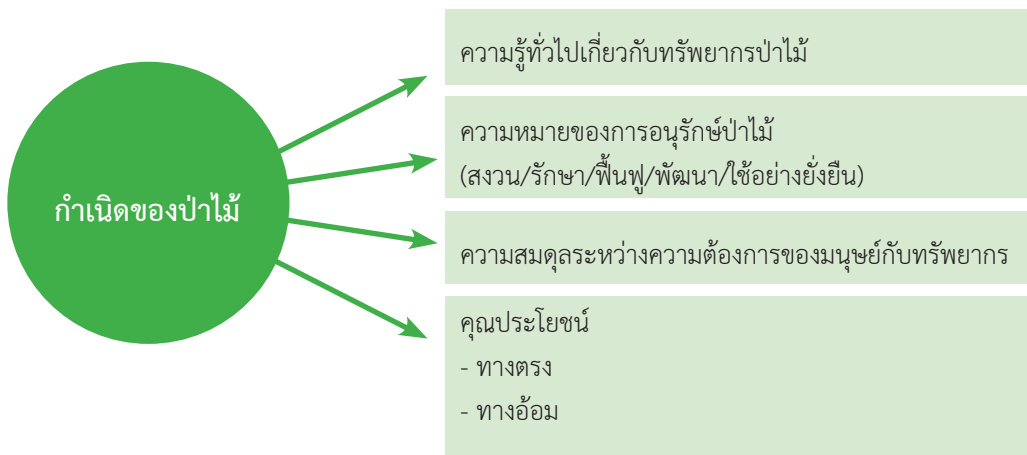 กำเนิดของป่าไม้
ความรู้ทั่วไปเกี่ยวกับทรัพยากรป่าไม้
ความหมายของการอนุรักษ์ป่าไม้
(สงวน/รักษา/ฟื้นฟู/พัฒนา/ใช้อย่างยั่งยืน)
ความสมดุลระหว่างความต้องการของมนุษย์กับทรัพยากร
คุณประโยชน์
- ทางตรง
- ทางอ้อม